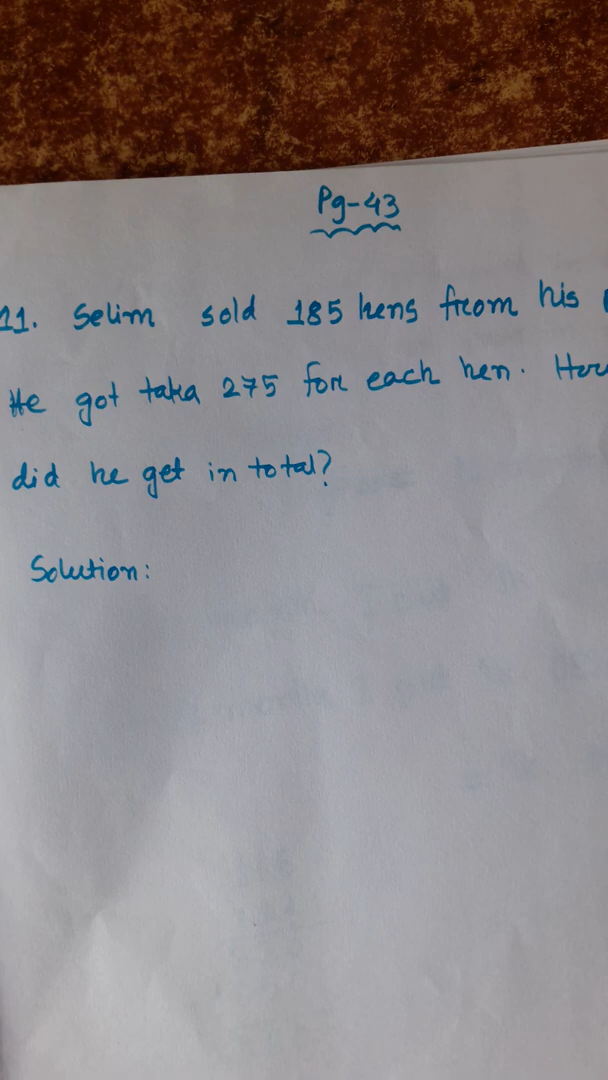 Pg-43
11. Selim sold 185 hens from his
He got taka 275 for each hen.
did he get in total?
Solution: